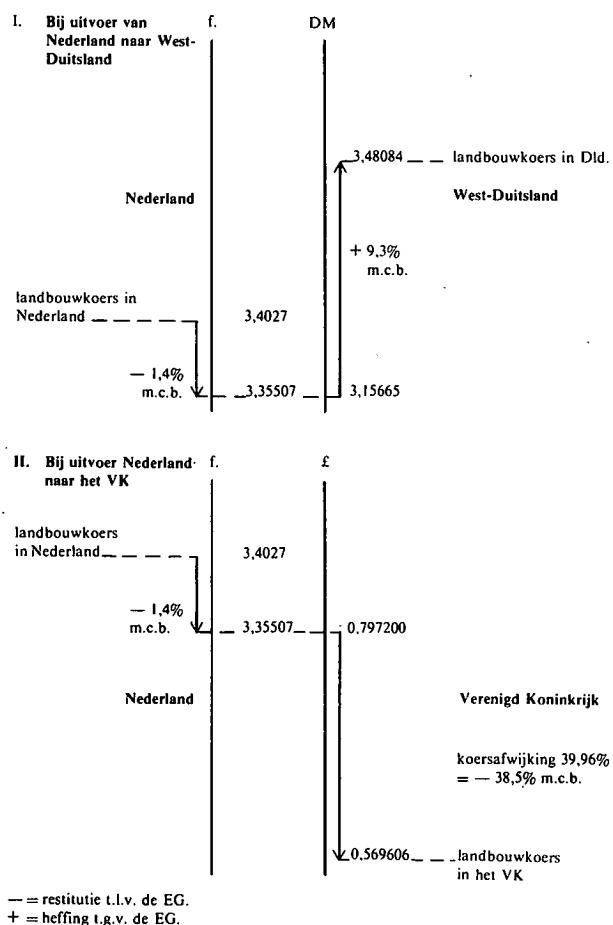 I. Bij uitvoer van
Nederland naar West-
Duitsland
f. DM
3,48084 landbouwkoers in Dld.
Nederland West-Duitsland
+ 9,3%
m.c.b.
landbouwkoers in
Nederland 3,4027
— 1,4%
m.c.b. 3,35507 3,15665
II. Bij uitvoer Nederland
naar het VK
f. £
landbouwkoers
in Nederland 3,4027
— 1,4%
m.c.b. 3,35507 0,797200
Nederland Verenigd Koninkrijk
koersafwijking 39,96%
= — 38,5% m.c.b.
0,569606 landbouwkoers
in het VK
— = restitutie t.l.v. de EG.
+ = heffing t.g.v. de EG.